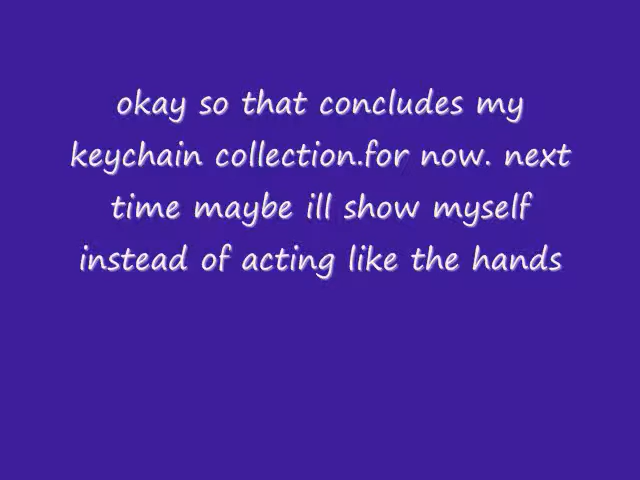 okay so that concludes my
keychain collection.for now. next
time maybe ill show myself
instead of acting like the hands